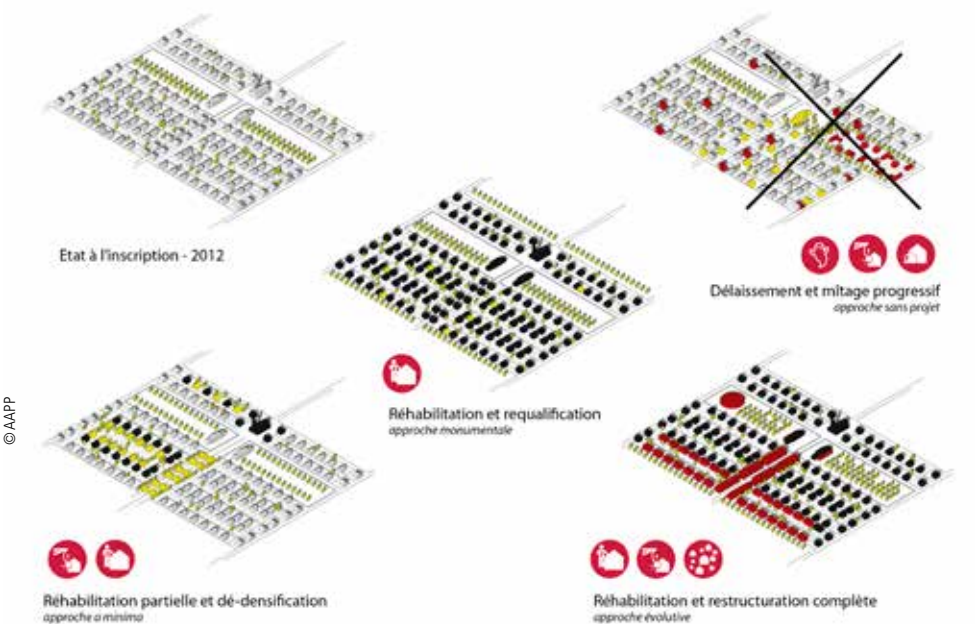 Etat à l'inscription - 2012
Délaissement et mîtage progressif
approche sans projet
Réhabilitation et requalification
approche monumentale
© AAPP
Réhabilitation partielle et dé-densification
approche a minima
Réhabilitation et restructuration complète
approche évolutive